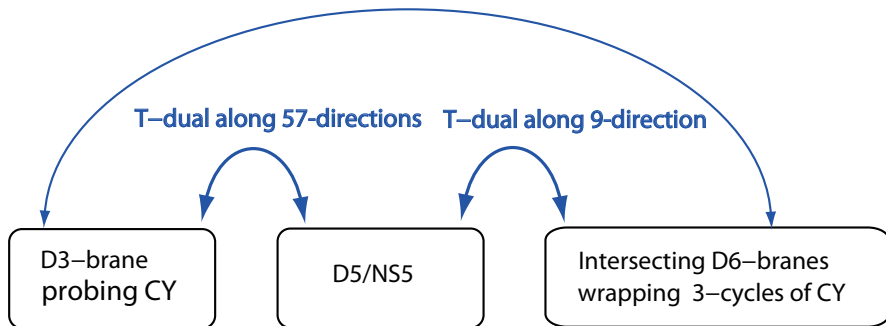 T–dual along 57-directions
T–dual along 9-direction
D3–brane
probing CY
D5/NS5
Intersecting D6–branes
wrapping 3–cycles of CY